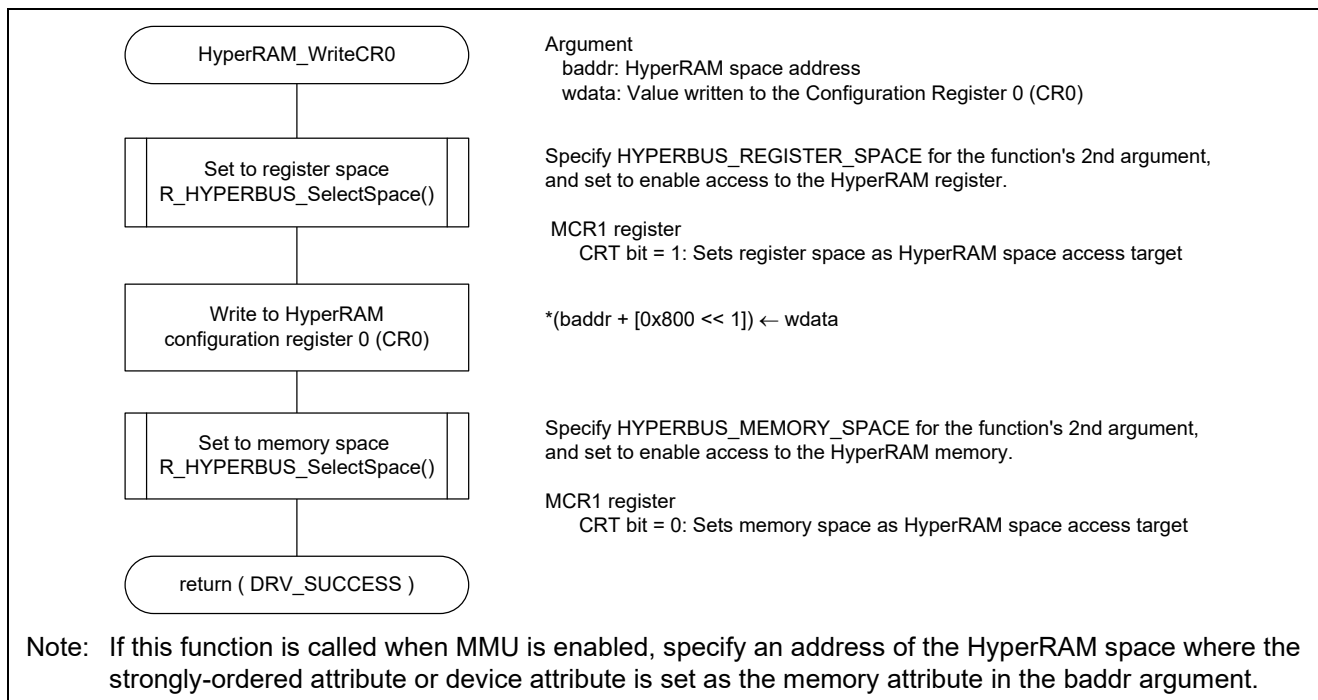 HyperRAM_WriteCR0
Argument
baddr: HyperRAM space address
wdata: Value written to the Configuration Register 0 (CR0)
Set to register space
R_HYPERBUS_SelectSpace()
Specify HYPERBUS_REGISTER_SPACE for the function's 2nd argument,
and set to enable access to the HyperRAM register.
MCR1 register
CRT bit = 1: Sets register space as HyperRAM space access target
Write to HyperRAM
configuration register 0 (CR0)
*(baddr + [0x800 << 1]) ← wdata
Set to memory space
R_HYPERBUS_SelectSpace()
Specify HYPERBUS_MEMORY_SPACE for the function's 2nd argument,
and set to enable access to the HyperRAM memory.
MCR1 register
CRT bit = 0: Sets memory space as HyperRAM space access target
return ( DRV_SUCCESS )
Note: If this function is called when MMU is enabled, specify an address of the HyperRAM space where the
strongly-ordered attribute or device attribute is set as the memory attribute in the baddr argument.